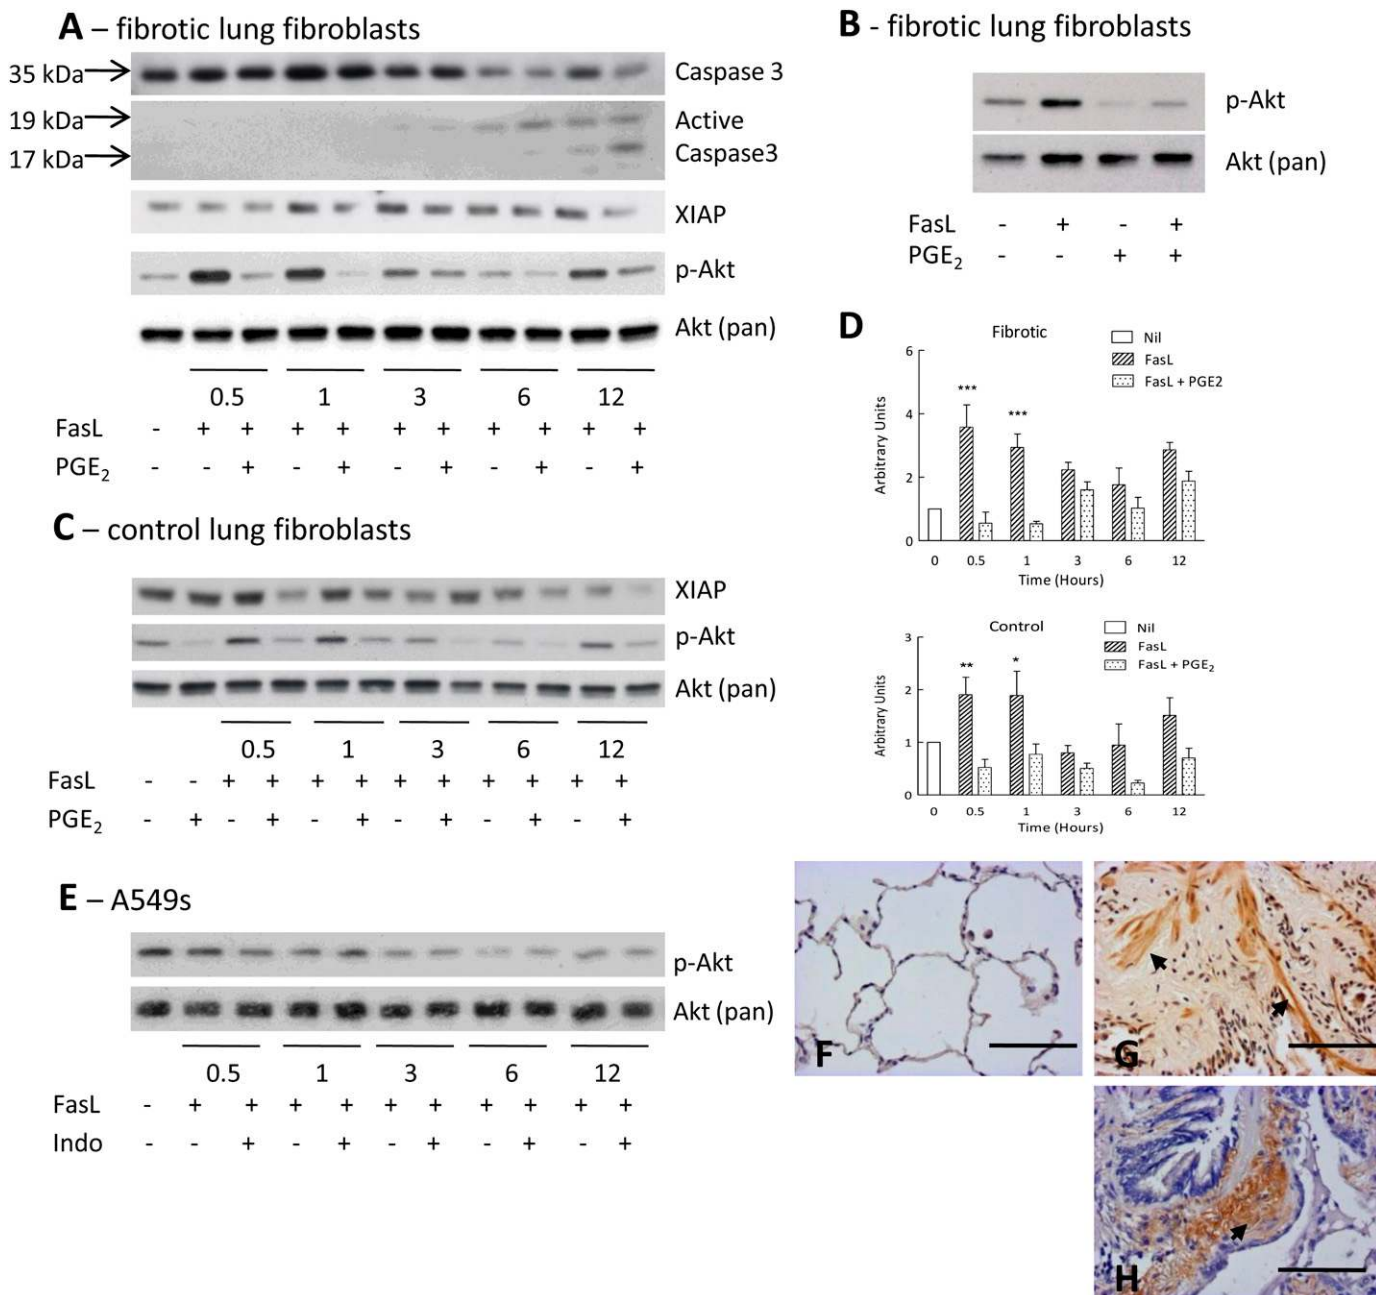 A – fibrotic lung fibroblasts
35 kDa
Caspase 3
19 kDa
Active
17 kDa
Caspase3
XIAP
p-Akt
Akt (pan)
0.5 1 3 6 12
FasL - + + + + + + + + + +
PGE2 - - + - + - + - + - +
B - fibrotic lung fibroblasts
p-Akt
Akt (pan)
FasL - + - +
PGE2 - - + +
C – control lung fibroblasts
XIAP
p-Akt
Akt (pan)
0.5 1 3 6 12
FasL - - + + + + + + + + + +
PGE2 - + - + - + - + - + - +
D
Fibrotic
Nil
FasL
FasL + PGE2
Arbitrary Units
6
4
2
0
*** ***
0 0.5 1 3 6 12
Time (Hours)
Control
Nil
FasL
FasL + PGE2
Arbitrary Units
3
2
1
0
** *
0 0.5 1 3 6 12
Time (Hours)
E – A549s
p-Akt
Akt (pan)
0.5 1 3 6 12
FasL - + + + + + + + + + +
Indo - - + - + - + - + - +
F
G
H